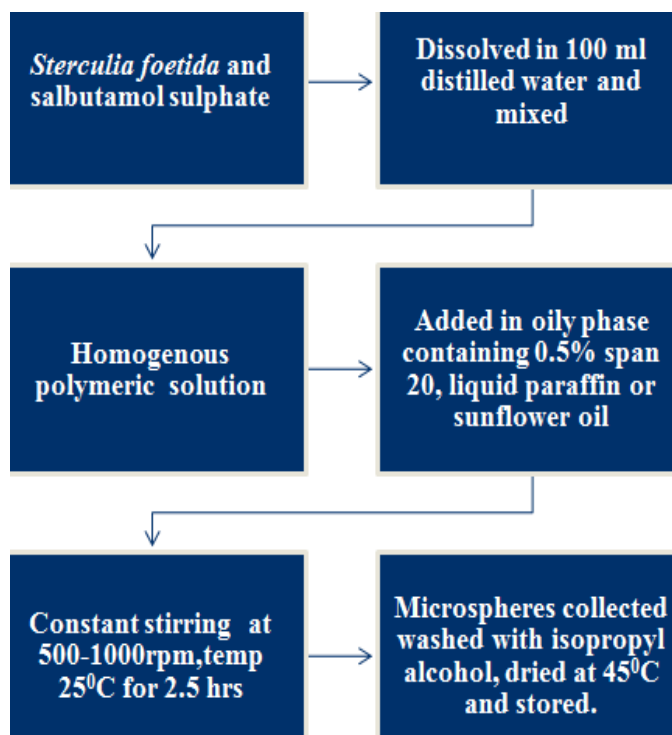 Sterculia foetida and
salbutamol sulphate
Dissolved in 100 ml
distilled water and
mixed
Homogenous
polymeric solution
Added in oily phase
containing 0.5% span
20, liquid paraffin or
sunflower oil
Constant stirring at
500-1000rpm,temp
25⁰C for 2.5 hrs
Microspheres collected
washed with isopropyl
alcohol, dried at 45⁰C
and stored.